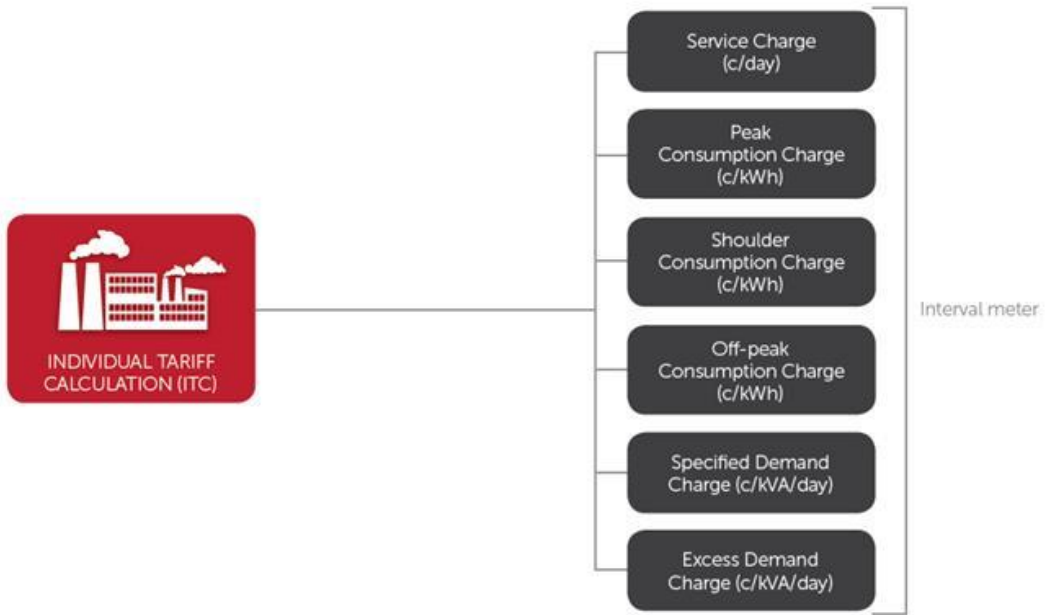 Service Charge
(c/day)
Peak
Consumption Charge
(c/kWh)
Shoulder
Consumption Charge
(c/kWh)
INDIVIDUAL TARIFF
CALCULATION (ITC)
Interval meter
Off-peak
Consumption Charge
(c/kWh)
Specified Demand
Charge (c/kVA/day)
Excess Demand
Charge (c/kVA/day)